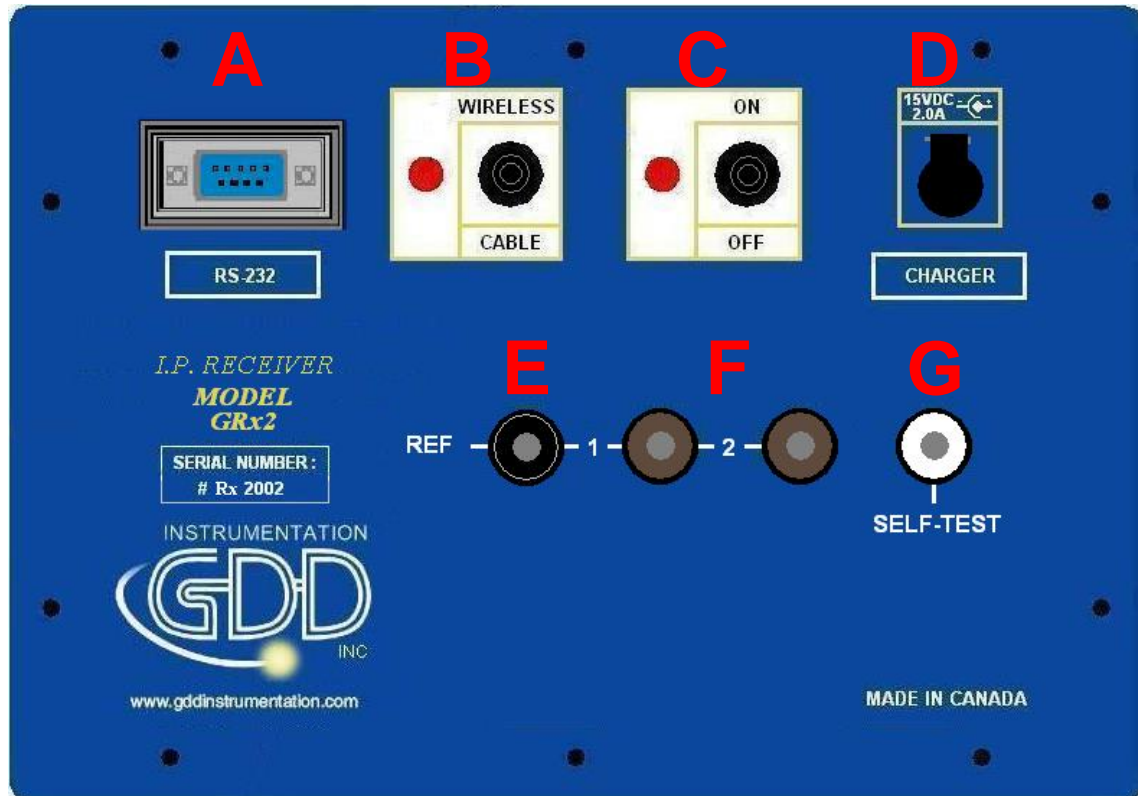 A B C D
WIRELESS
CABLE
ON
OFF
15VDC - +
2.0A
RS-232
CHARGER
E F G
I.P. RECEIVER
MODEL
GRx2
REF 1 2
SERIAL NUMBER :
# Rx 2002
SELF-TEST
INSTRUMENTATION
GDD
INC
www.gddinstrumentation.com
MADE IN CANADA